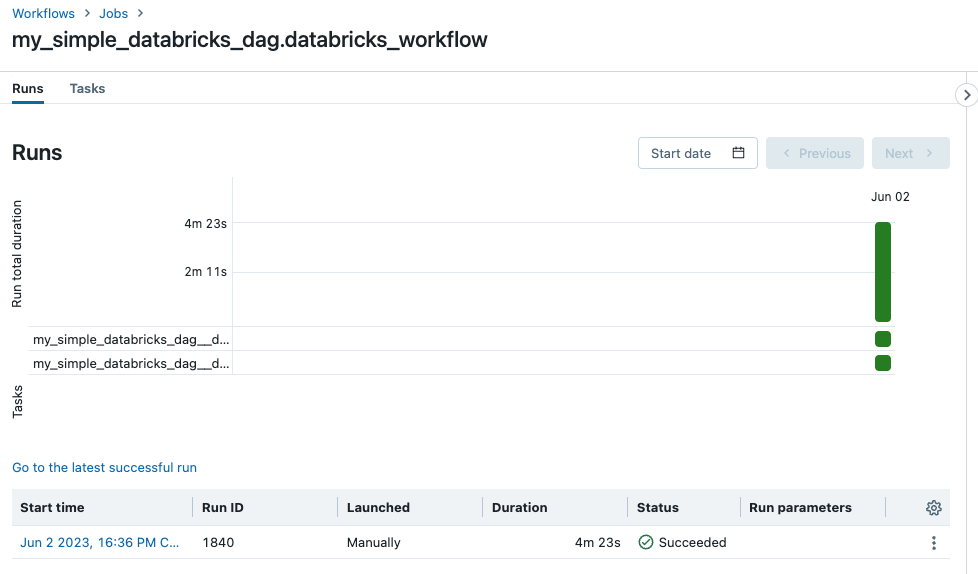 Workflows > Jobs >
my_simple_databricks_dag.databricks_workflow
Runs Tasks
Runs
Start date Previous Next
Jun 02
Run total duration
4m 23s
2m 11s
my_simple_databricks_dag__d...
my_simple_databricks_dag__d...
Tasks
Go to the latest successful run
Start time Run ID Launched Duration Status Run parameters
Jun 2 2023, 16:36 PM C... 1840 Manually 4m 23s Succeeded